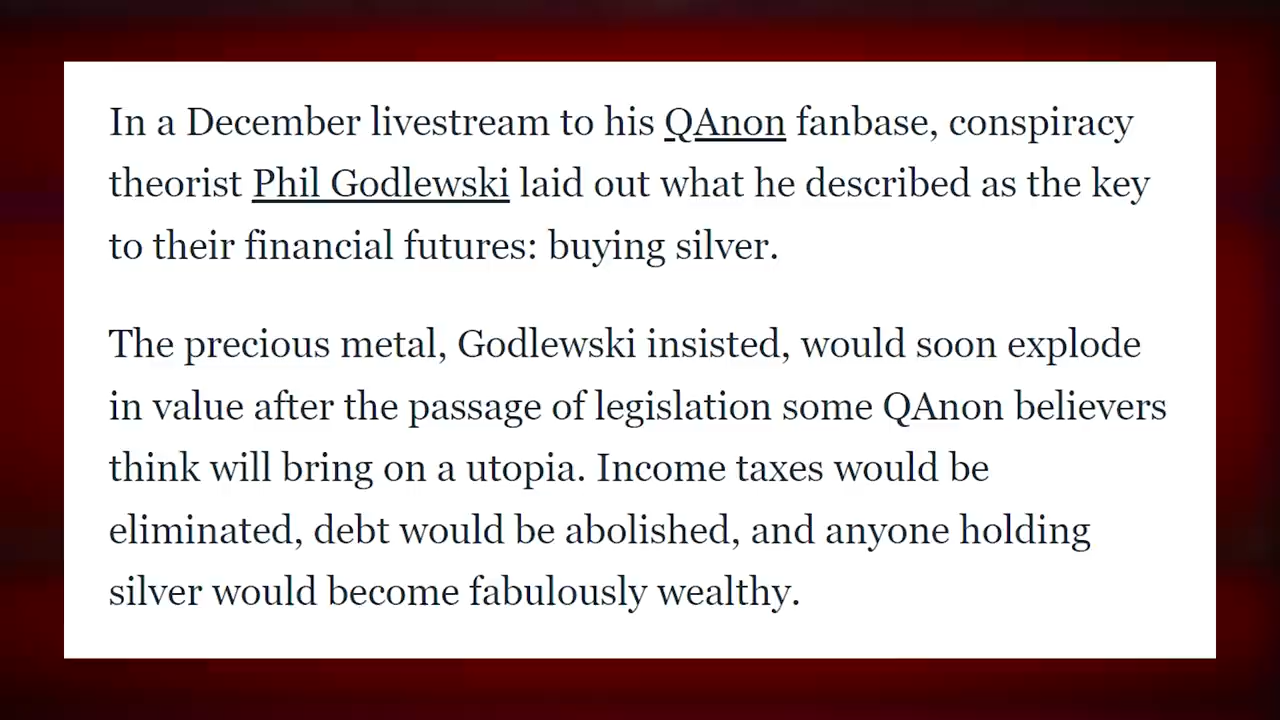 In a December livestream to his QAnon fanbase, conspiracy
theorist Phil Godlewski laid out what he described as the key
to their financial futures: buying silver.
The precious metal, Godlewski insisted, would soon explode
in value after the passage of legislation some QAnon believers
think will bring on a utopia. Income taxes would be
eliminated, debt would be abolished, and anyone holding
silver would become fabulously wealthy.